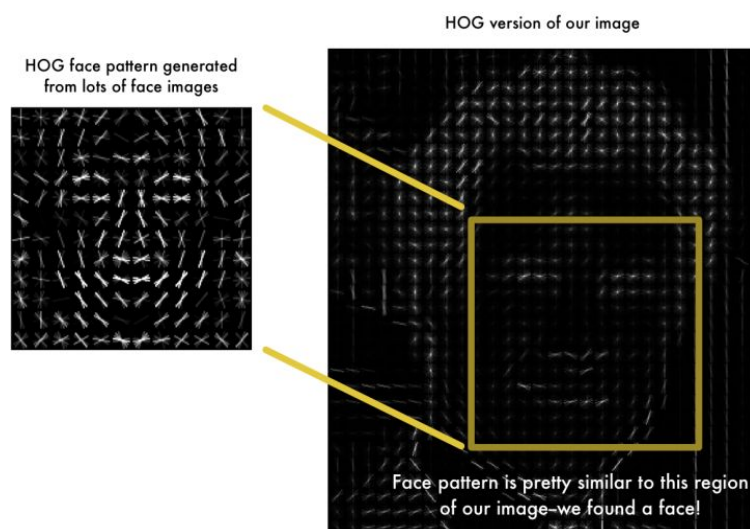 HOG version of our image
HOG face pattern generated
from lots of face images
Face pattern is pretty similar to this region
of our image–we found a face!